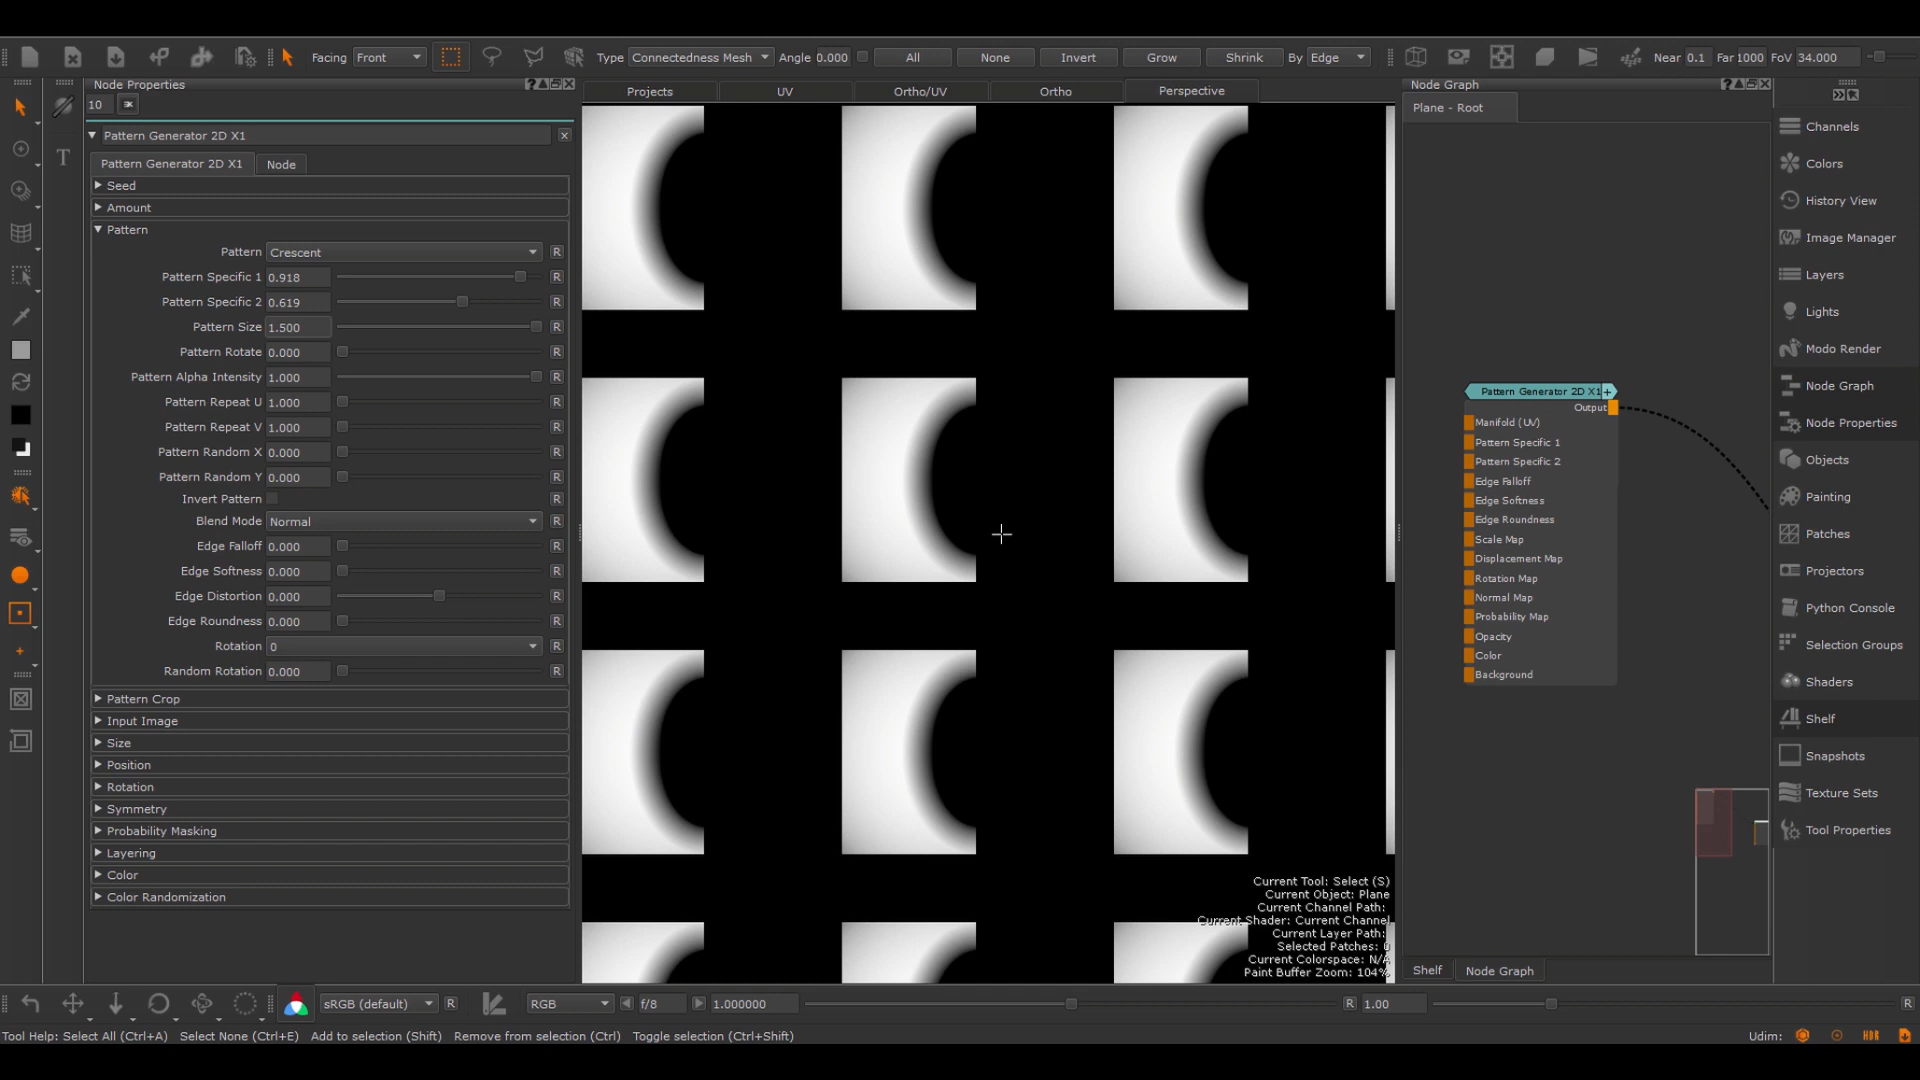 Facing Front Type Connectedness Mesh Angle 0.000 All None Invert Grow Shrink By Edge Near 0.1 Far 1000 FoV 34.000
Node Properties
10
Pattern Generator 2D X1
Pattern Generator 2D X1 Node
Seed
Amount
Pattern
Pattern Crescent R
Pattern Specific 1 0.918 R
Pattern Specific 2 0.619 R
Pattern Size 1.500 R
Pattern Rotate 0.000 R
Pattern Alpha Intensity 1.000 R
Pattern Repeat U 1.000 R
Pattern Repeat V 1.000 R
Pattern Random X 0.000 R
Pattern Random Y 0.000 R
Invert Pattern R
Blend Mode Normal R
Edge Falloff 0.000 R
Edge Softness 0.000 R
Edge Distortion 0.000 R
Edge Roundness 0.000 R
Rotation 0 R
Random Rotation 0.000 R
Pattern Crop
Input Image
Size
Position
Rotation
Symmetry
Probability Masking
Layering
Color
Color Randomization
T
Projects UV Ortho/UV Ortho Perspective
Current Tool: Select (S)
Current Object: Plane
Current Channel Path:
Current Shader: Current Channel
Current Layer Path:
Selected Patches: 0
Current Colorspace: N/A
Paint Buffer Zoom: 104%
Node Graph
Plane - Root
Pattern Generator 2D X1 +
Output
Manifold (UV)
Pattern Specific 1
Pattern Specific 2
Edge Falloff
Edge Softness
Edge Roundness
Scale Map
Displacement Map
Rotation Map
Normal Map
Probability Map
Opacity
Color
Background
Shelf Node Graph
Channels
Colors
History View
Image Manager
Layers
Lights
Modo Render
Node Graph
Node Properties
Objects
Painting
Patches
Projectors
Python Console
Selection Groups
Shaders
Shelf
Snapshots
Texture Sets
Tool Properties
sRGB (default) R RGB f/8 1.000000 R 1.00 R
Tool Help: Select All (Ctrl+A) Select None (Ctrl+E) Add to selection (Shift) Remove from selection (Ctrl) Toggle selection (Ctrl+Shift) Udim: HDR